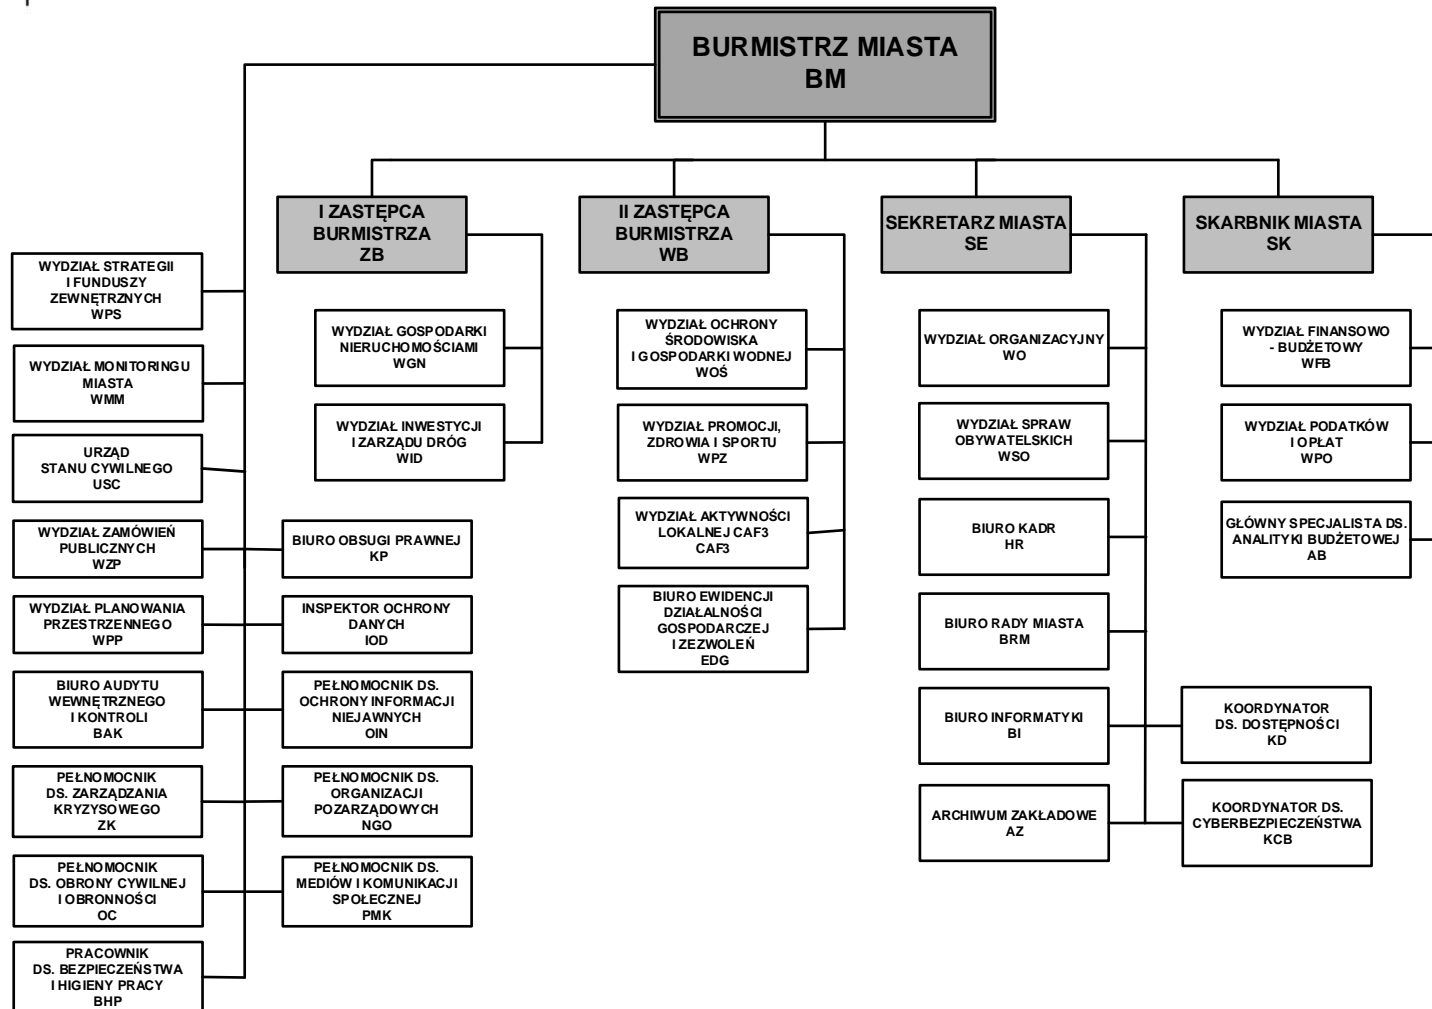 BURMISTRZ MIASTA
BM
I ZASTĘPCA
BURMISTRZA
ZB
II ZASTĘPCA
BURMISTRZA
WB
SEKRETARZ MIASTA
SE
SKARBNIK MIASTA
SK
WYDZIAŁ STRATEGII
I FUNDUSZY
ZEWNĘTRZNYCH
WPS
WYDZIAŁ MONITORINGU
MIASTA
WMM
URZĄD
STANU CYWILNEGO
USC
WYDZIAŁ ZAMÓWIEŃ
PUBLICZNYCH
WZP
WYDZIAŁ PLANOWANIA
PRZESTRZENNEGO
WPP
BIURO AUDYTU
WEWNĘTRZNEGO
I KONTROLI
BAK
PEŁNOMOCNIK
DS. ZARZĄDZANIA
KRYZYSOWEGO
ZK
PEŁNOMOCNIK
DS. OBRONY CYWILNEJ
I OBRONNOŚCI
OC
PRACOWNIK
DS. BEZPIECZEŃSTWA
I HIGIENY PRACY
BHP
BIURO OBSUGI PRAWNEJ
KP
INSPEKTOR OCHRONY
DANYCH
IOD
PEŁNOMOCNIK DS.
OCHRONY INFORMACJI
NIEJAWNYCH
OIN
PEŁNOMOCNIK DS.
ORGANIZACJI
POZARZĄDOWYCH
NGO
PEŁNOMOCNIK DS.
MEDIÓW I KOMUNIKACJI
SPOŁECZNEJ
PMK
WYDZIAŁ GOSPODARKI
NIERUCHOMOŚCIAMI
WGN
WYDZIAŁ INWESTYCJI
I ZARZĄDU DRÓG
WID
WYDZIAŁ OCHRONY
ŚRODOWISKA
I GOSPODARKI WODNEJ
WOŚ
WYDZIAŁ PROMOCJI,
ZDROWIA I SPORTU
WPZ
WYDZIAŁ AKTYWNOŚCI
LOKALNEJ CAF3
CAF3
BIURO EWIDENCJI
DZIAŁALNOŚCI
GOSPODARCZEJ
I ZEZWOLEŃ
EDG
WYDZIAŁ ORGANIZACYJNY
WO
WYDZIAŁ SPRAW
OBYWATELSKICH
WSO
BIURO KADR
HR
BIURO RADY MIASTA
BRM
BIURO INFORMATYKI
BI
ARCHIWUM ZAKŁADOWE
AZ
KOORDYNATOR
DS. DOSTĘPNOŚCI
KD
KOORDYNATOR DS.
CYBERBEZPIECZEŃSTWA
KCB
WYDZIAŁ FINANSOWO
- BUDŻETOWY
WFB
WYDZIAŁ PODATKÓW
I OPŁAT
WPO
GŁÓWNY SPECJALISTA DS.
ANALITYKI BUDŻETOWEJ
AB